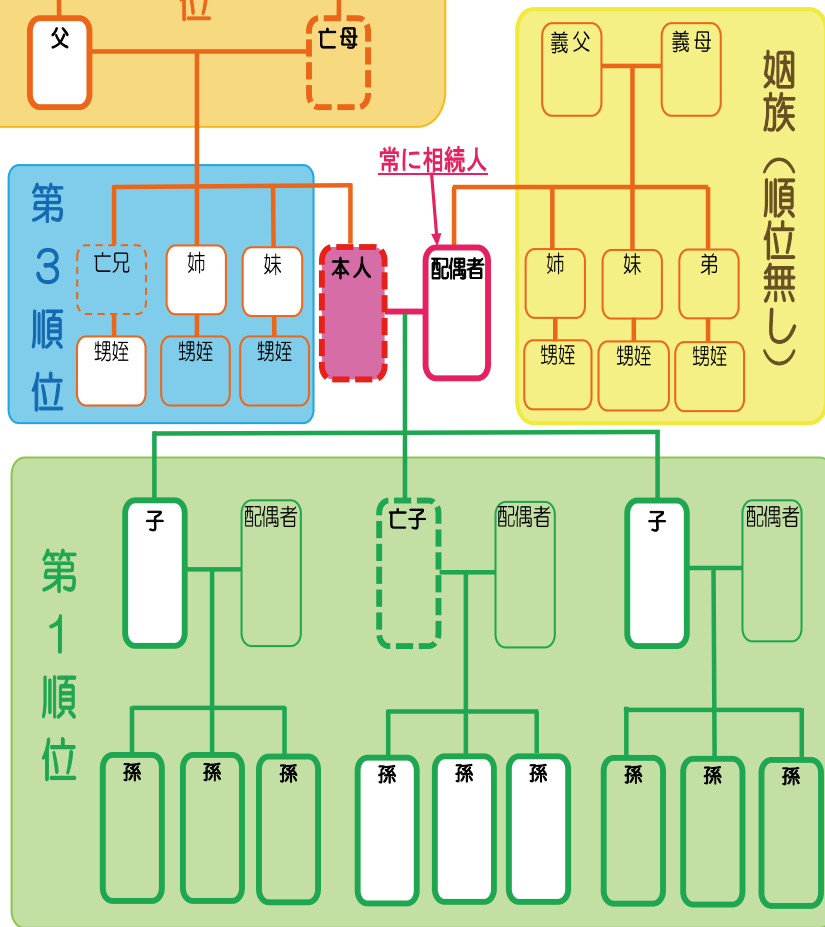 位
父
亡母
義父
義母
姻族（順位無し）
常に相続人
第3順位
亡兄
姉
妹
本人
配偶者
姉
妹
弟
甥姪
甥姪
甥姪
甥姪
甥姪
甥姪
第1順位
子
配偶者
亡子
配偶者
子
配偶者
孫
孫
孫
孫
孫
孫
孫
孫
孫